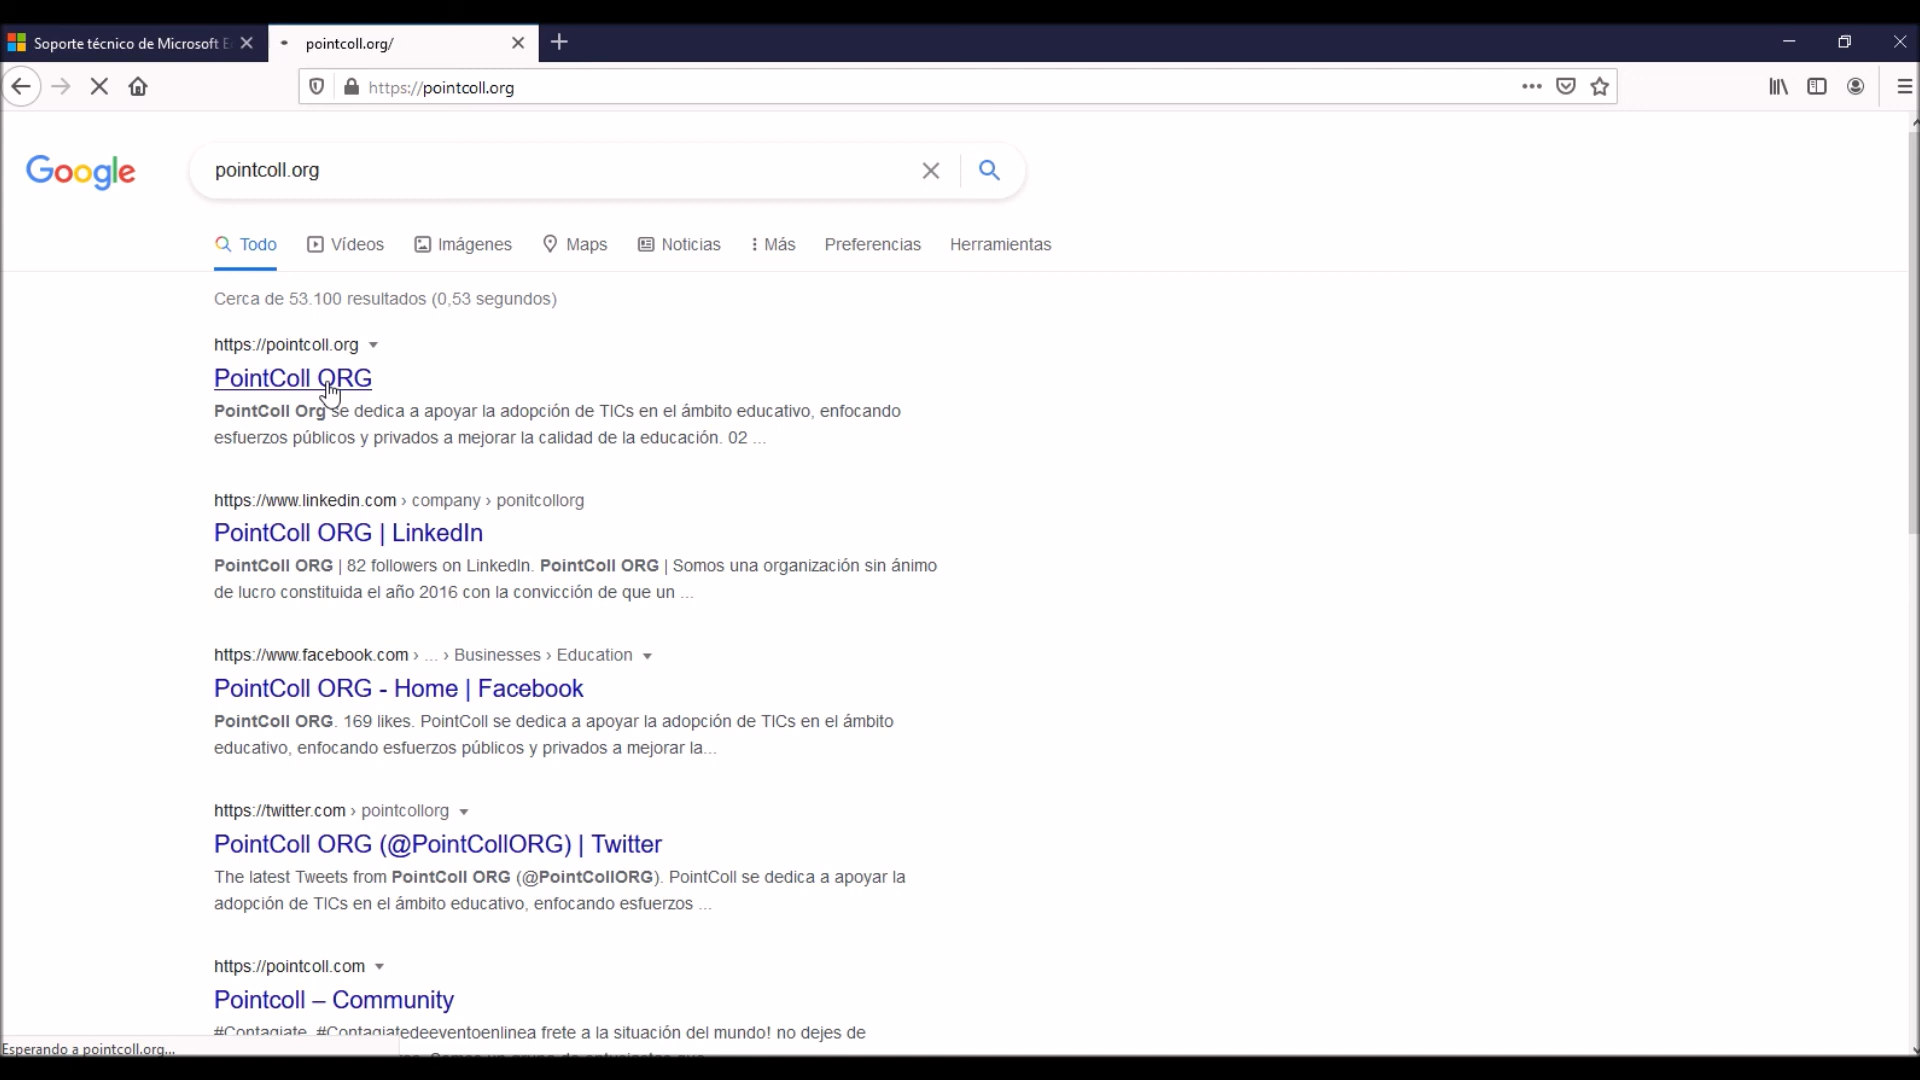 Soporte técnico de Microsoft E
pointcoll.org/
https://pointcoll.org
Google
pointcoll.org
Todo Vídeos Imágenes Maps Noticias Más Preferencias Herramientas
Cerca de 53.100 resultados (0,53 segundos)
https://pointcoll.org
PointColl ORG
PointColl Org se dedica a apoyar la adopción de TICs en el ámbito educativo, enfocando
esfuerzos públicos y privados a mejorar la calidad de la educación. 02 ...
https://www.linkedin.com › company › ponitcollorg
PointColl ORG | LinkedIn
PointColl ORG | 82 followers on LinkedIn. PointColl ORG | Somos una organización sin ánimo
de lucro constituida el año 2016 con la convicción de que un ...
https://www.facebook.com › ... › Businesses › Education
PointColl ORG - Home | Facebook
PointColl ORG. 169 likes. PointColl se dedica a apoyar la adopción de TICs en el ámbito
educativo, enfocando esfuerzos públicos y privados a mejorar la...
https://twitter.com › pointcollorg
PointColl ORG (@PointCollORG) | Twitter
The latest Tweets from PointColl ORG (@PointCollORG). PointColl se dedica a apoyar la
adopción de TICs en el ámbito educativo, enfocando esfuerzos ...
https://pointcoll.com
Pointcoll – Community
#Contagiate, #Contagiatedeeventoenlinea frete a la situación del mundo! no dejes de
Esperando a pointcoll.org...